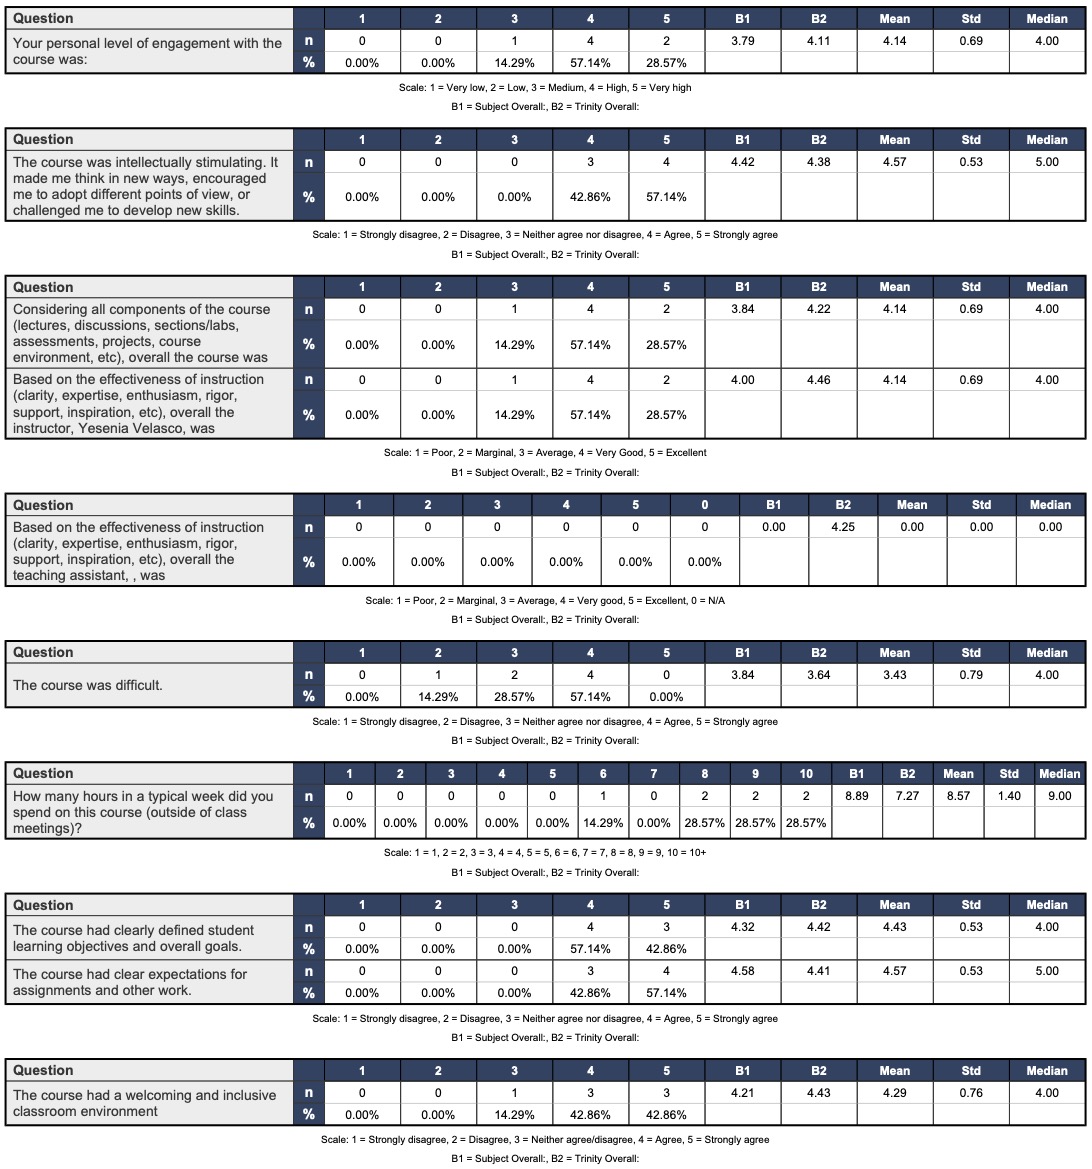 Question 1 2 3 4 5 B1 B2 Mean Std Median
Your personal level of engagement with the n 0 0 1 4 2 3.79 4.11 4.14 0.69 4.00
course was: % 0.00% 0.00% 14.29% 57.14% 28.57%
Scale: 1 = Very low, 2 = Low, 3 = Medium, 4 = High, 5 = Very high
B1 = Subject Overall:, B2 = Trinity Overall:
Question 1 2 3 4 5 B1 B2 Mean Std Median
The course was intellectually stimulating. It n 0 0 0 3 4 4.42 4.38 4.57 0.53 5.00
made me think in new ways, encouraged
me to adopt different points of view, or % 0.00% 0.00% 0.00% 42.86% 57.14%
challenged me to develop new skills.
Scale: 1 = Strongly disagree, 2 = Disagree, 3 = Neither agree nor disagree, 4 = Agree, 5 = Strongly agree
B1 = Subject Overall:, B2 = Trinity Overall:
Question 1 2 3 4 5 B1 B2 Mean Std Median
Considering all components of the course n 0 0 1 4 2 3.84 4.22 4.14 0.69 4.00
(lectures, discussions, sections/labs,
assessments, projects, course % 0.00% 0.00% 14.29% 57.14% 28.57%
environment, etc), overall the course was
Based on the effectiveness of instruction n 0 0 1 4 2 4.00 4.46 4.14 0.69 4.00
(clarity, expertise, enthusiasm, rigor,
support, inspiration, etc), overall the % 0.00% 0.00% 14.29% 57.14% 28.57%
instructor, Yesenia Velasco, was
Scale: 1 = Poor, 2 = Marginal, 3 = Average, 4 = Very Good, 5 = Excellent
B1 = Subject Overall:, B2 = Trinity Overall:
Question 1 2 3 4 5 0 B1 B2 Mean Std Median
Based on the effectiveness of instruction n 0 0 0 0 0 0 0.00 4.25 0.00 0.00 0.00
(clarity, expertise, enthusiasm, rigor,
support, inspiration, etc), overall the % 0.00% 0.00% 0.00% 0.00% 0.00% 0.00%
teaching assistant, , was
Scale: 1 = Poor, 2 = Marginal, 3 = Average, 4 = Very good, 5 = Excellent, 0 = N/A
B1 = Subject Overall:, B2 = Trinity Overall:
Question 1 2 3 4 5 B1 B2 Mean Std Median
The course was difficult. n 0 1 2 4 0 3.84 3.64 3.43 0.79 4.00
% 0.00% 14.29% 28.57% 57.14% 0.00%
Scale: 1 = Strongly disagree, 2 = Disagree, 3 = Neither agree nor disagree, 4 = Agree, 5 = Strongly agree
B1 = Subject Overall:, B2 = Trinity Overall:
Question 1 2 3 4 5 6 7 8 9 10 B1 B2 Mean Std Median
How many hours in a typical week did you n 0 0 0 0 0 1 0 2 2 2 8.89 7.27 8.57 1.40 9.00
spend on this course (outside of class
meetings)? % 0.00% 0.00% 0.00% 0.00% 0.00% 14.29% 0.00% 28.57% 28.57% 28.57%
Scale: 1 = 1, 2 = 2, 3 = 3, 4 = 4, 5 = 5, 6 = 6, 7 = 7, 8 = 8, 9 = 9, 10 = 10+
B1 = Subject Overall:, B2 = Trinity Overall:
Question 1 2 3 4 5 B1 B2 Mean Std Median
The course had clearly defined student n 0 0 0 4 3 4.32 4.42 4.43 0.53 4.00
learning objectives and overall goals. % 0.00% 0.00% 0.00% 57.14% 42.86%
The course had clear expectations for n 0 0 0 3 4 4.58 4.41 4.57 0.53 5.00
assignments and other work. % 0.00% 0.00% 0.00% 42.86% 57.14%
Scale: 1 = Strongly disagree, 2 = Disagree, 3 = Neither agree nor disagree, 4 = Agree, 5 = Strongly agree
B1 = Subject Overall:, B2 = Trinity Overall:
Question 1 2 3 4 5 B1 B2 Mean Std Median
The course had a welcoming and inclusive n 0 0 1 3 3 4.21 4.43 4.29 0.76 4.00
classroom environment % 0.00% 0.00% 14.29% 42.86% 42.86%
Scale: 1 = Strongly disagree, 2 = Disagree, 3 = Neither agree/disagree, 4 = Agree, 5 = Strongly agree
B1 = Subject Overall:, B2 = Trinity Overall: